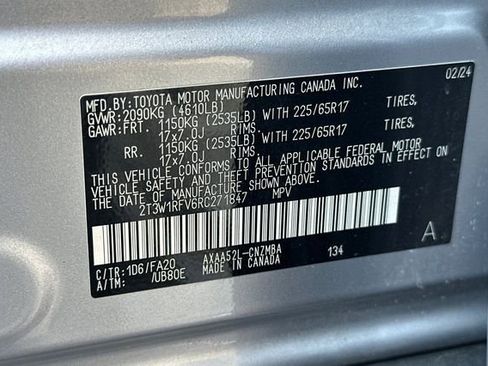 MFD.BY: TOYOTA MOTOR MANUFACTURING CANADA INC. 02/24
GVWR: 2090KG (4610LB)
GAWR: FRT. 1150KG (2535LB) WITH 225/65R17 TIRES,
17x7.0J RIMS.
RR. 1150KG (2535LB) WITH 225/65R17 TIRES,
17x7.0J RIMS.
THIS VEHICLE CONFORMS TO ALL APPLICABLE FEDERAL MOTOR
VEHICLE SAFETY AND THEFT PREVENTION STANDARDS IN EFFECT ON
THE DATE OF MANUFACTURE SHOWN ABOVE.
2T3W1RFV6RC271847 MPV
C/TR: 1D6/FA20 AXAA52L-CNZMBA 134 A
A/TM: /UB80E MADE IN CANADA